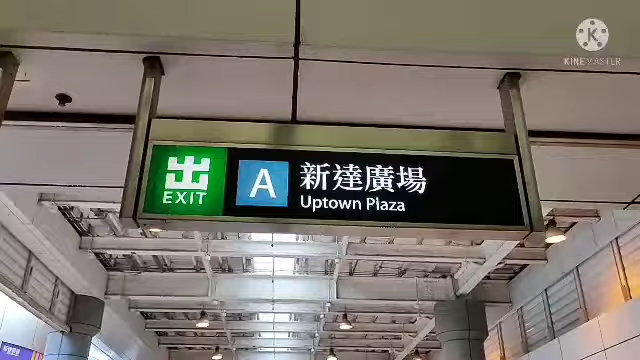 K
KINEMASTER
出
EXIT
A
新達廣場
Uptown Plaza